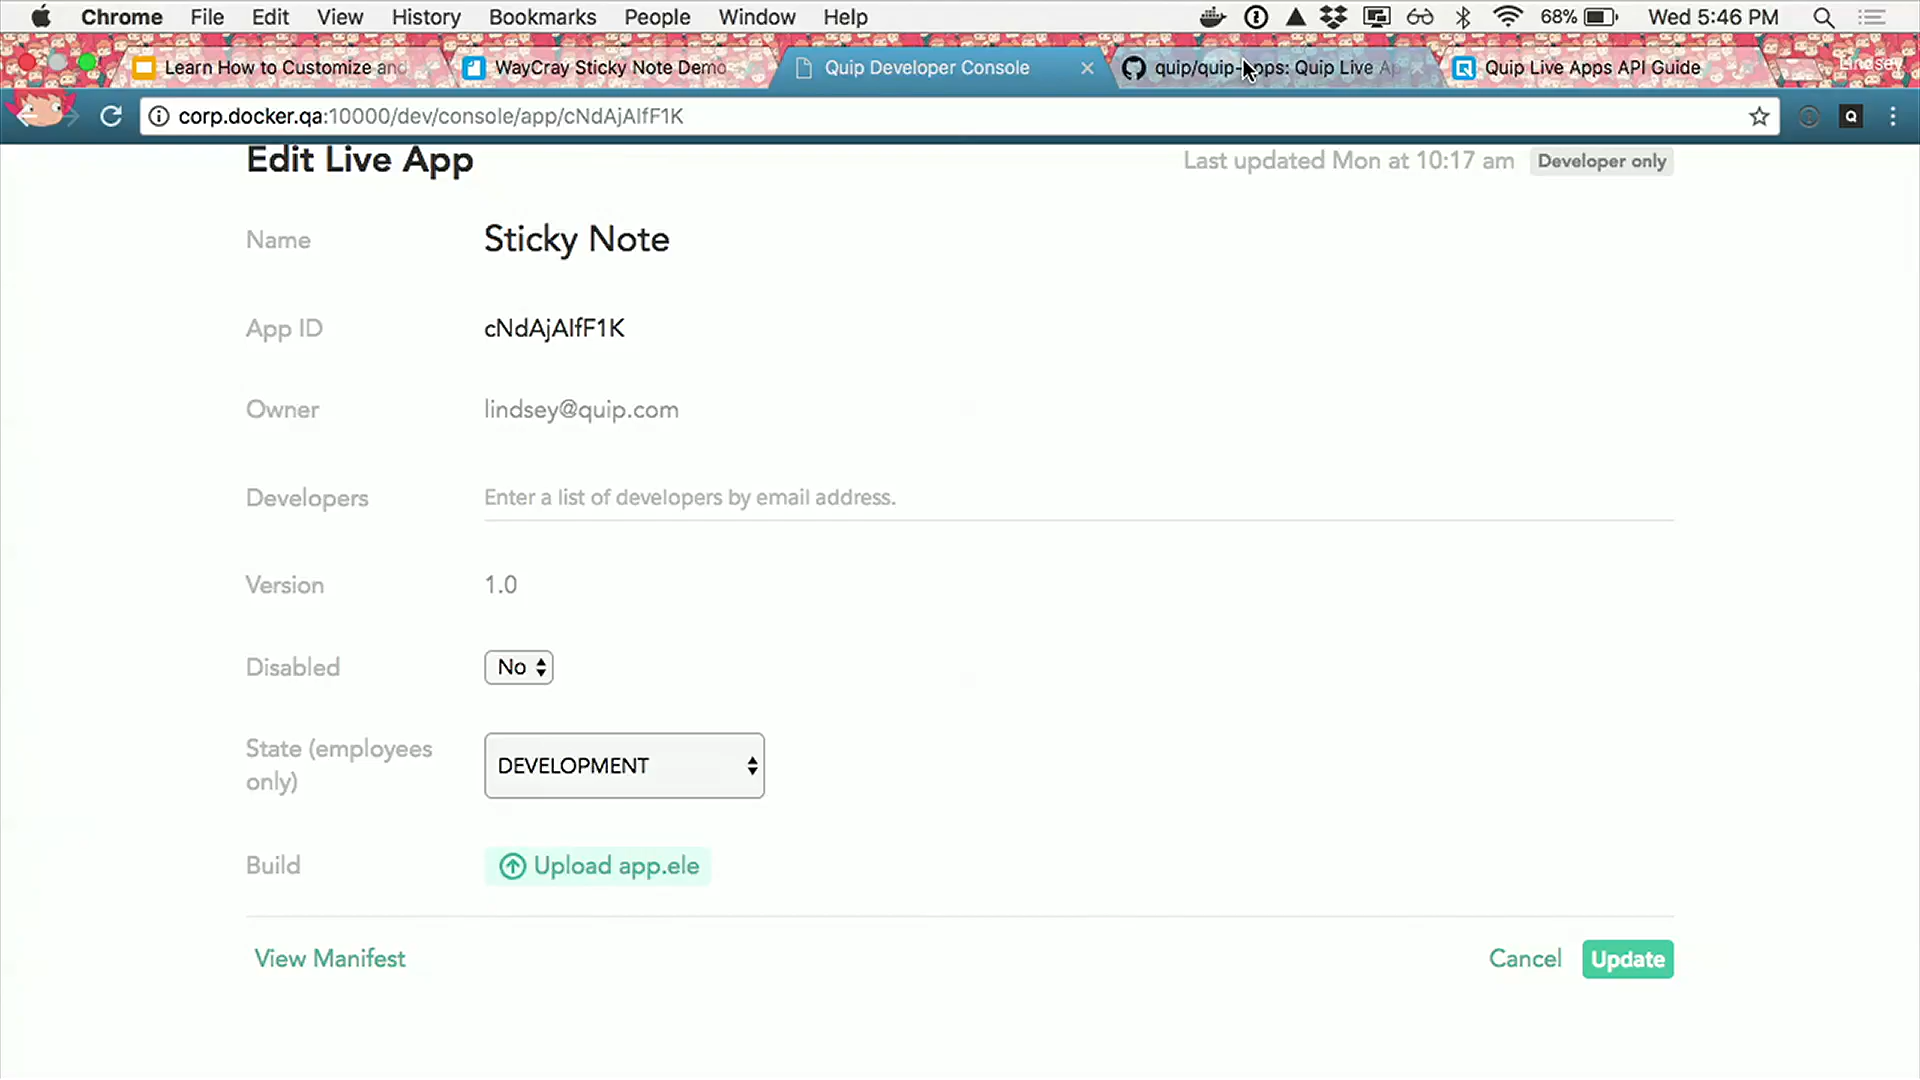 Chrome File Edit View History Bookmarks People Window Help 68% Wed 5:46 PM
Learn How to Customize and WayCray Sticky Note Demo Quip Developer Console quip/quip-apps: Quip Live Ap Quip Live Apps API Guide Lindsey
corp.docker.qa:10000/dev/console/app/cNdAjAIfF1K
Edit Live App Last updated Mon at 10:17 am Developer only
Name Sticky Note
App ID cNdAjAIfF1K
Owner lindsey@quip.com
Developers Enter a list of developers by email address.
Version 1.0
Disabled No
State (employees
only) DEVELOPMENT
Build Upload app.ele
View Manifest Cancel Update